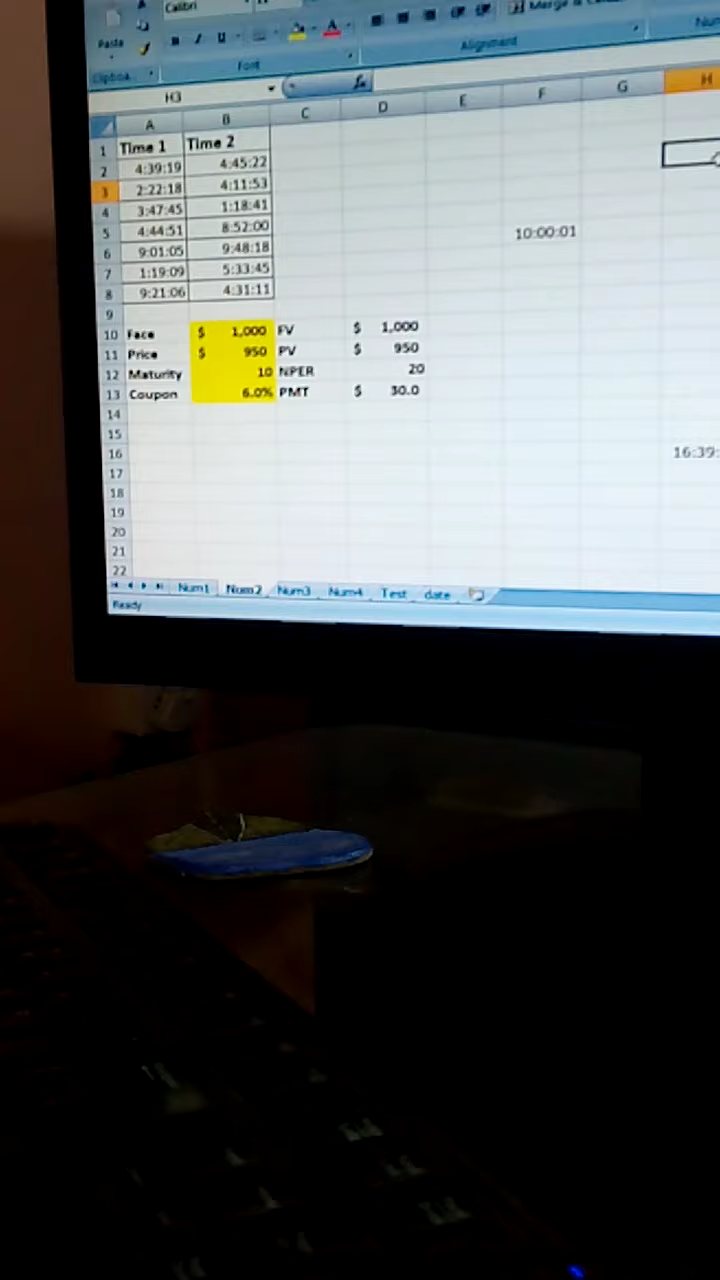 Calibri
Paste
B I U
A
Clipboa...
Font
Alignment
H3
fx
A B C D E F G H
1 Time 1 Time 2
2 4:39:19 4:45:22
3 2:22:18 4:11:53
4 3:47:45 1:18:41
5 4:44:51 8:52:00 10:00:01
6 9:01:05 9:48:18
7 1:19:09 5:33:45
8 9:21:06 4:31:11
9
10 Face $ 1,000 FV $ 1,000
11 Price $ 950 PV $ 950
12 Maturity 10 NPER 20
13 Coupon 6.0% PMT $ 30.0
14
15
16 16:39:
17
18
19
20
21
22
Num1 Num2 Num3 Num4 Test date
Ready